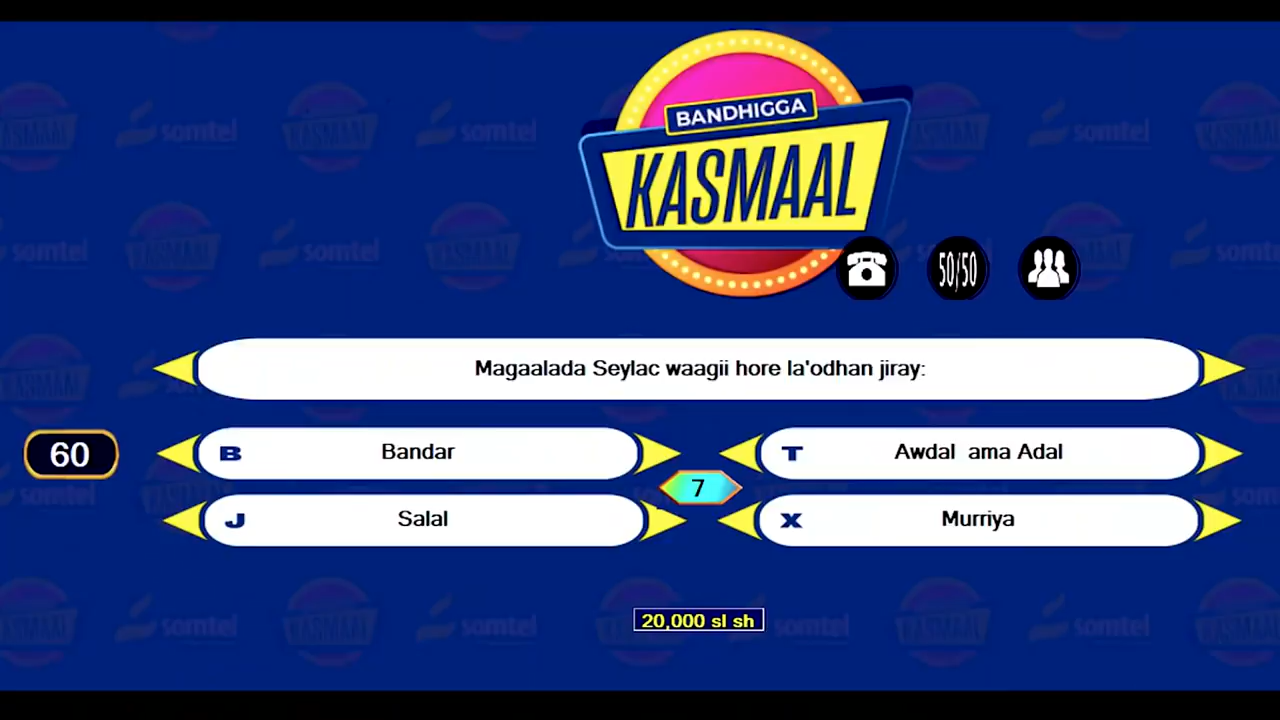 BANDHIGGA
KASMAAL
50/50
Magaalada Seylac waagii hore la'odhan jiray:
60
B Bandar
T Awdal ama Adal
7
J Salal
X Murriya
20,000 sl sh
somtel